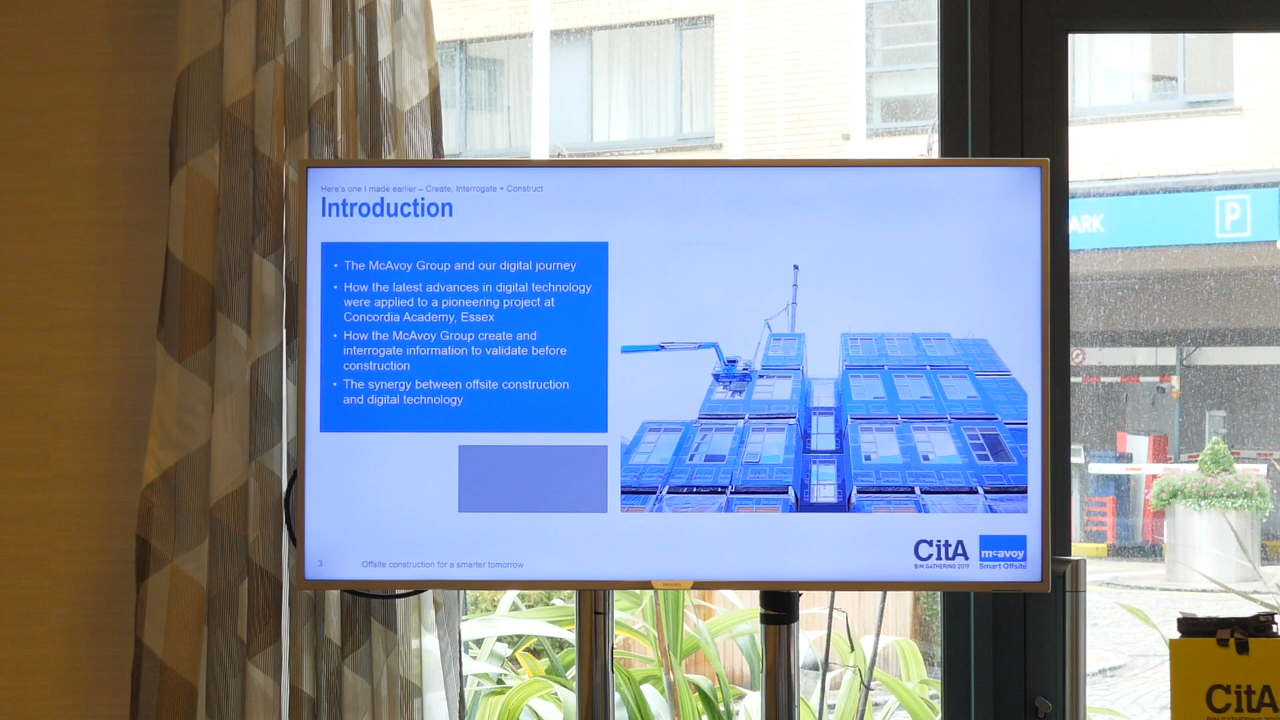 Here's one I made earlier – Create, Interrogate + Construct
Introduction
• The McAvoy Group and our digital journey
• How the latest advances in digital technology
were applied to a pioneering project at
Concordia Academy, Essex
• How the McAvoy Group create and
interrogate information to validate before
construction
• The synergy between offsite construction
and digital technology
3
Offsite construction for a smarter tomorrow
CitA
BIM GATHERING 2019
mcavoy
Smart Offsite
PHILIPS
ARK
P
CitA
BIM GATHERING